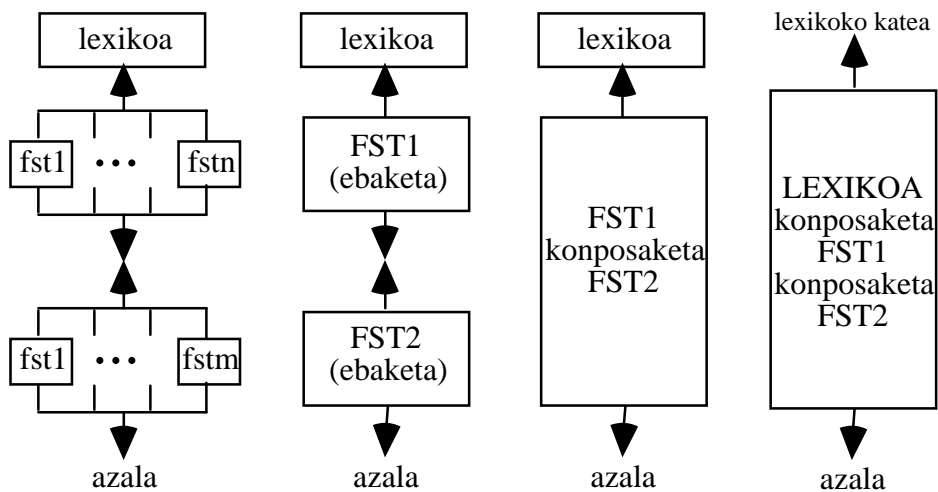 lexikoa
fst1 ... fstn
fst1 ... fstm
azala
lexikoa
FST1
(ebaketa)
FST2
(ebaketa)
azala
lexikoa
FST1
konposaketa
FST2
azala
lexikoko katea
LEXIKOA
konposaketa
FST1
konposaketa
FST2
azala